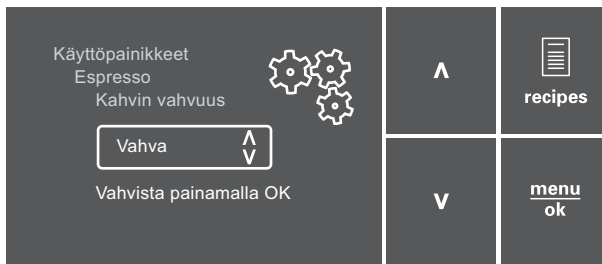 Käyttöpainikkeet
Espresso
Kahvin vahvuus
Vahva
Vahvista painamalla OK
recipes
menu
ok